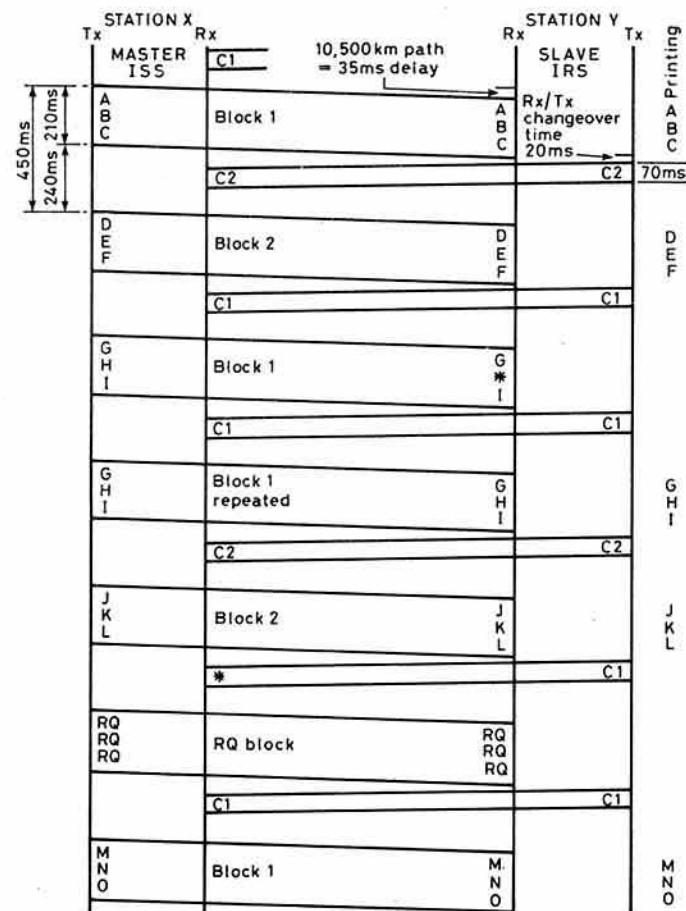 STATION X
STATION Y
Tx
Rx
Rx
Tx
MASTER
ISS
C1
10,500km path
= 35ms delay
SLAVE
IRS
Printing
450ms
210ms
240ms
A
B
C
Block 1
A
B
C
Rx/Tx
changeover
time
20ms
A
B
C
C2
C2
70ms
D
E
F
Block 2
D
E
F
D
E
F
C1
C1
G
H
I
Block 1
G
*
I
C1
C1
G
H
I
Block 1
repeated
G
H
I
G
H
I
C2
C2
J
K
L
Block 2
J
K
L
J
K
L
*
C1
RQ
RQ
RQ
RQ block
RQ
RQ
RQ
C1
C1
M
N
O
Block 1
M
N
O
M
N
O